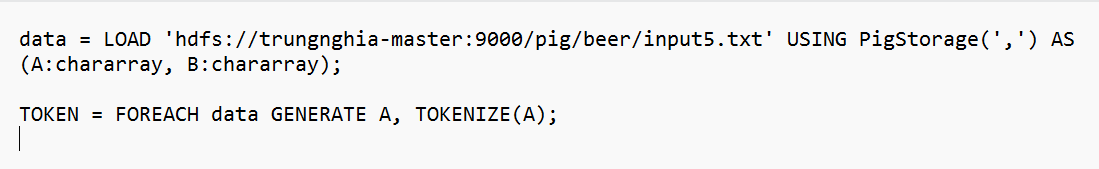 data = LOAD 'hdfs://trungnghia-master:9000/pig/beer/input5.txt' USING PigStorage(',') AS
(A:chararray, B:chararray);
TOKEN = FOREACH data GENERATE A, TOKENIZE(A);